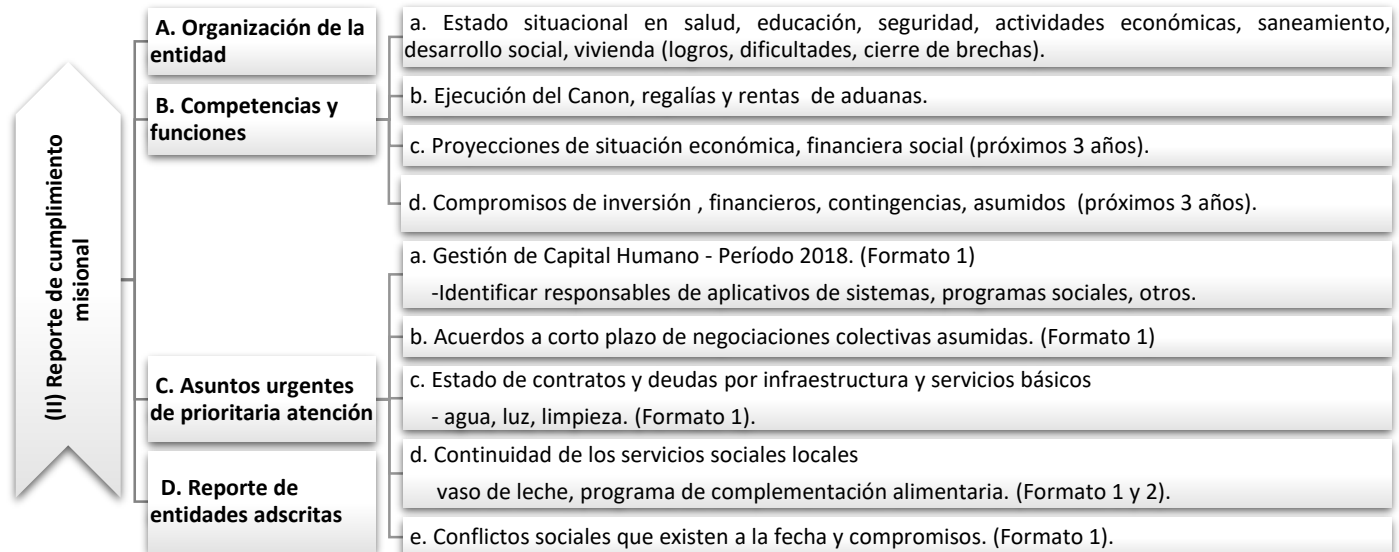 (II) Reporte de cumplimiento
misional
A. Organización de la
entidad
B. Competencias y
funciones
a. Estado situacional en salud, educación, seguridad, actividades económicas, saneamiento,
desarrollo social, vivienda (logros, dificultades, cierre de brechas).
b. Ejecución del Canon, regalías y rentas de aduanas.
c. Proyecciones de situación económica, financiera social (próximos 3 años).
d. Compromisos de inversión , financieros, contingencias, asumidos (próximos 3 años).
C. Asuntos urgentes
de prioritaria atención
a. Gestión de Capital Humano - Período 2018. (Formato 1)
-Identificar responsables de aplicativos de sistemas, programas sociales, otros.
b. Acuerdos a corto plazo de negociaciones colectivas asumidas. (Formato 1)
c. Estado de contratos y deudas por infraestructura y servicios básicos
- agua, luz, limpieza. (Formato 1).
d. Continuidad de los servicios sociales locales
vaso de leche, programa de complementación alimentaria. (Formato 1 y 2).
e. Conflictos sociales que existen a la fecha y compromisos. (Formato 1).
D. Reporte de
entidades adscritas